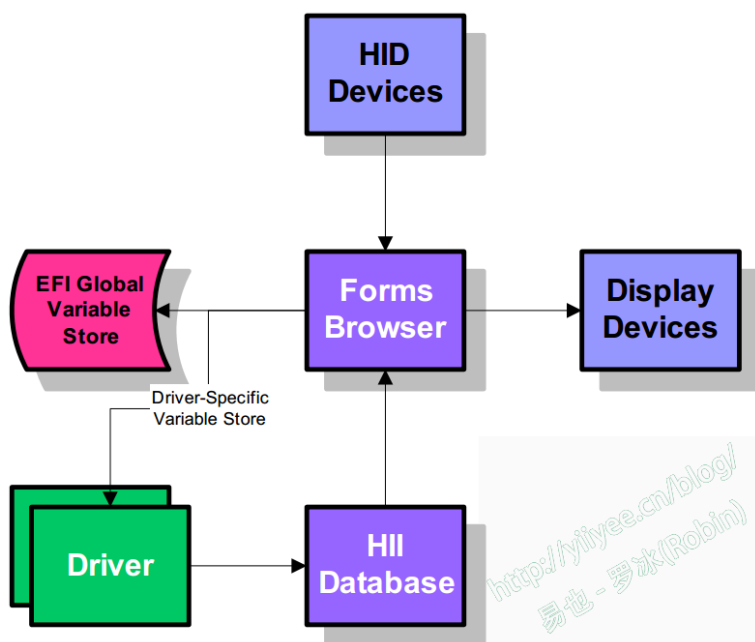 HID
Devices
EFI Global
Variable
Store
Forms
Browser
Display
Devices
Driver-Specific
Variable Store
Driver
HII
Database
http://yiiyee.cn/blog/
易也 - 罗冰(Robin)